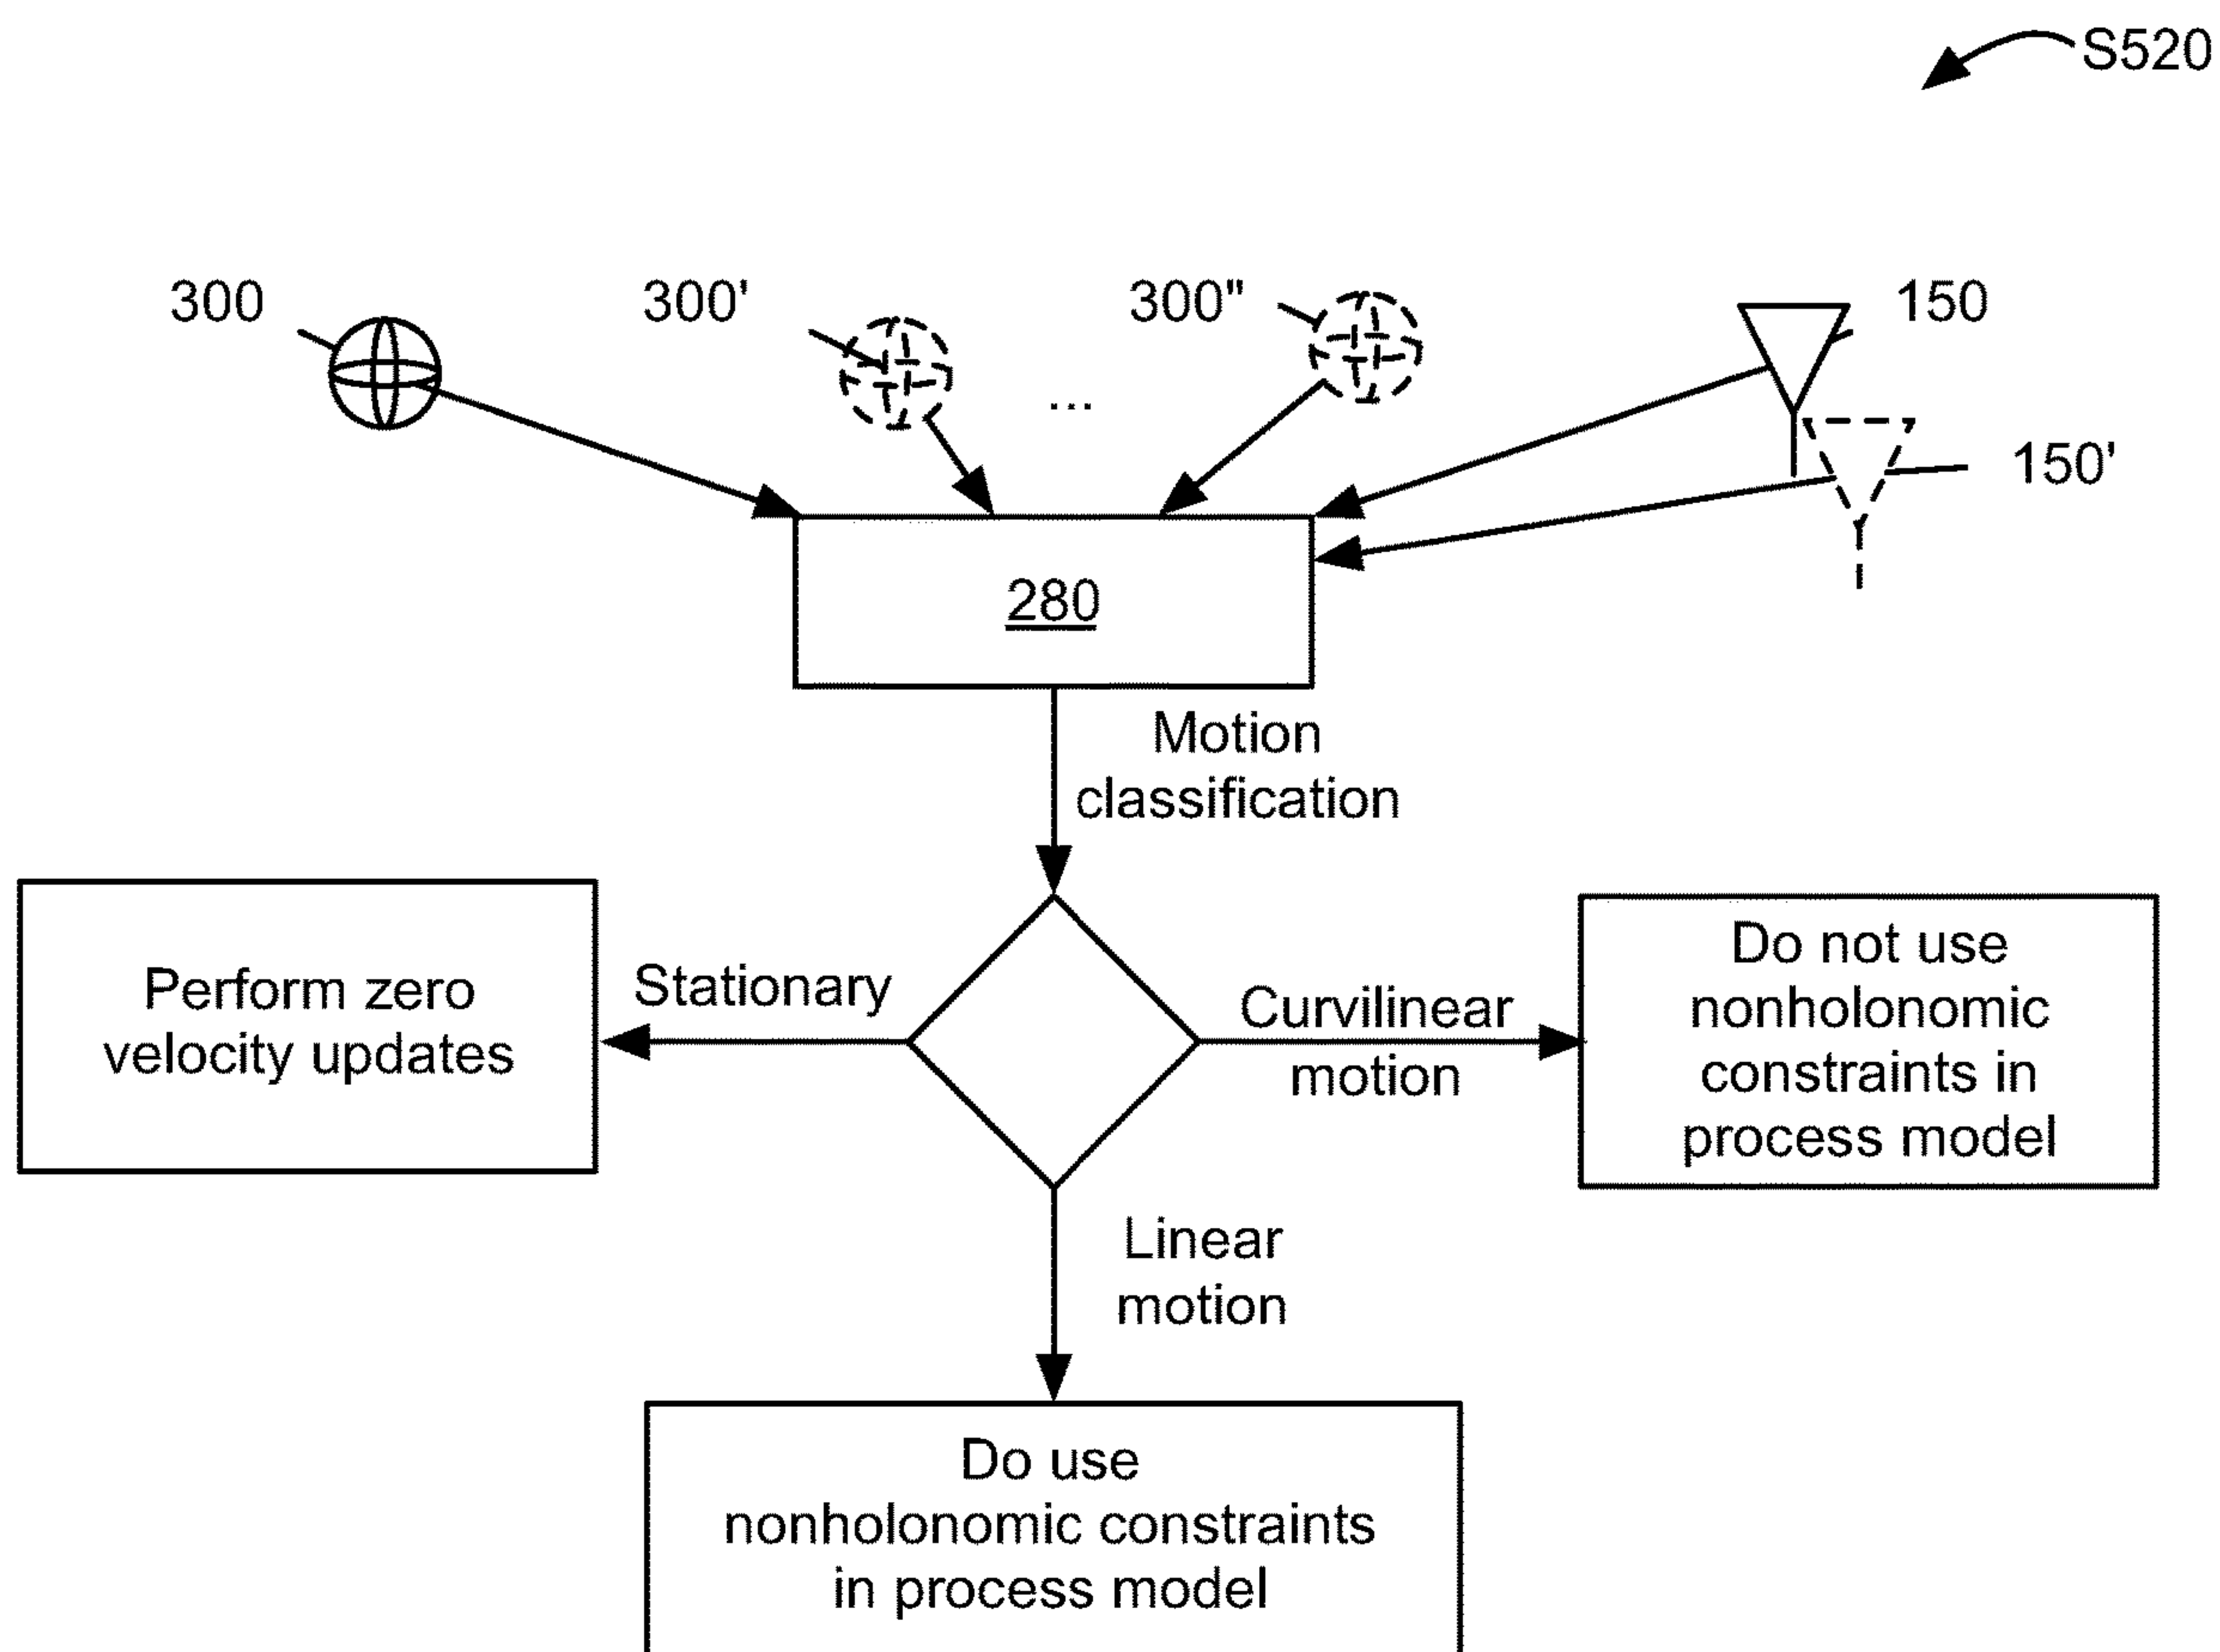 S520
300
300'
300"
150
...
150'
280
Motion
classification
Perform zero
velocity updates
Stationary
Curvilinear
motion
Do not use
nonholonomic
constraints in
process model
Linear
motion
Do use
nonholonomic constraints
in process model